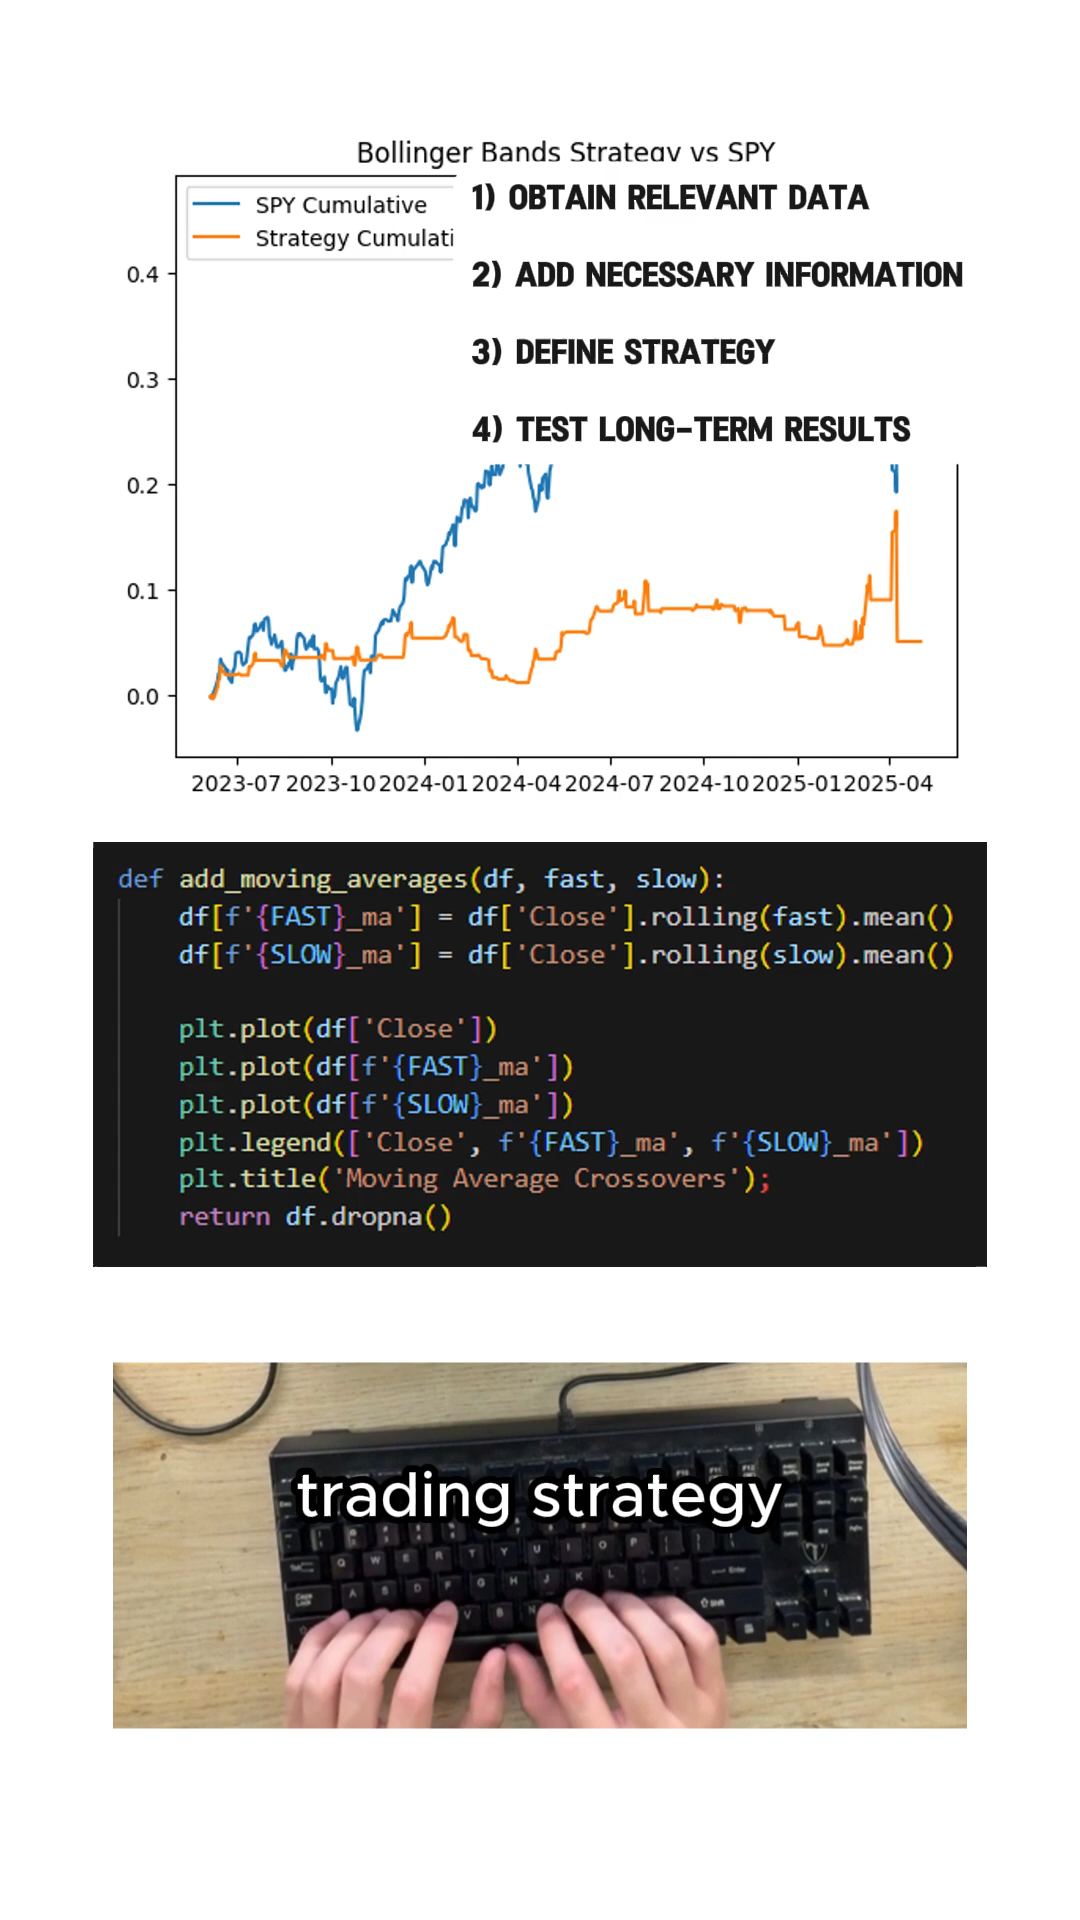 Bollinger Bands Strategy vs SPY
SPY Cumulative
Strategy Cumulati
1) OBTAIN RELEVANT DATA
2) ADD NECESSARY INFORMATION
3) DEFINE STRATEGY
4) TEST LONG-TERM RESULTS
0.4
0.3
0.2
0.1
0.0
2023-07 2023-10 2024-01 2024-04 2024-07 2024-10 2025-01 2025-04
def add_moving_averages(df, fast, slow):
df[f'{FAST}_ma'] = df['Close'].rolling(fast).mean()
df[f'{SLOW}_ma'] = df['Close'].rolling(slow).mean()
plt.plot(df['Close'])
plt.plot(df[f'{FAST}_ma'])
plt.plot(df[f'{SLOW}_ma'])
plt.legend(['Close', f'{FAST}_ma', f'{SLOW}_ma'])
plt.title('Moving Average Crossovers');
return df.dropna()
trading strategy
Q W E R T Y U I O P
A S D F G H J K L
V B N